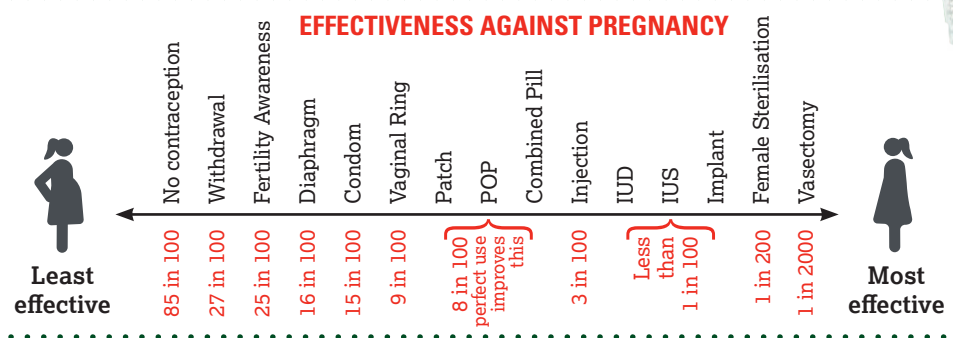 EFFECTIVENESS AGAINST PREGNANCY
No contraception
Withdrawal
Fertility Awareness
Diaphragm
Condom
Vaginal Ring
Patch
POP
Combined Pill
Injection
IUD
IUS
Implant
Female Sterilisation
Vasectomy
Least
effective
85 in 100
27 in 100
25 in 100
16 in 100
15 in 100
9 in 100
8 in 100
perfect use
improves
this
3 in 100
Less
than
1 in 100
1 in 200
1 in 2000
Most
effective